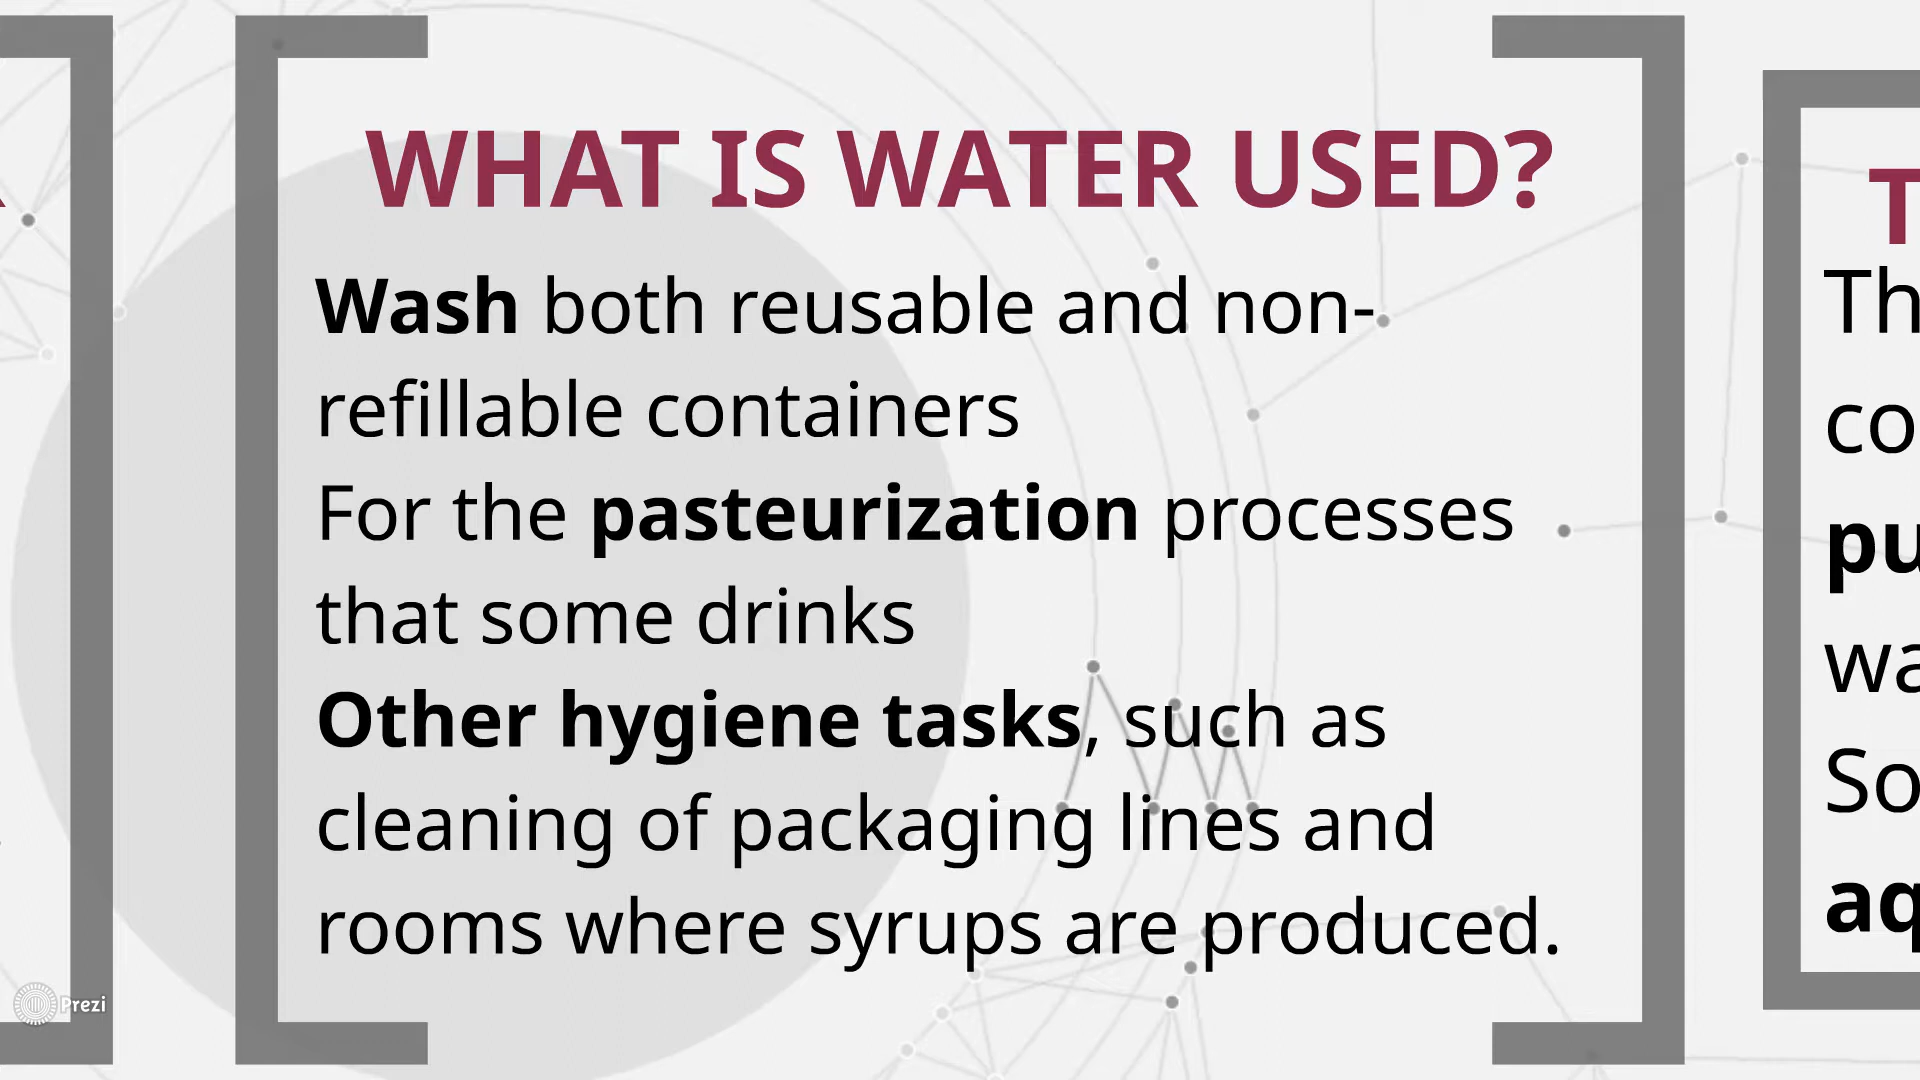 WHAT IS WATER USED?
Wash both reusable and non-
refillable containers
For the pasteurization processes
that some drinks
Other hygiene tasks, such as
cleaning of packaging lines and
rooms where syrups are produced.
Prezi